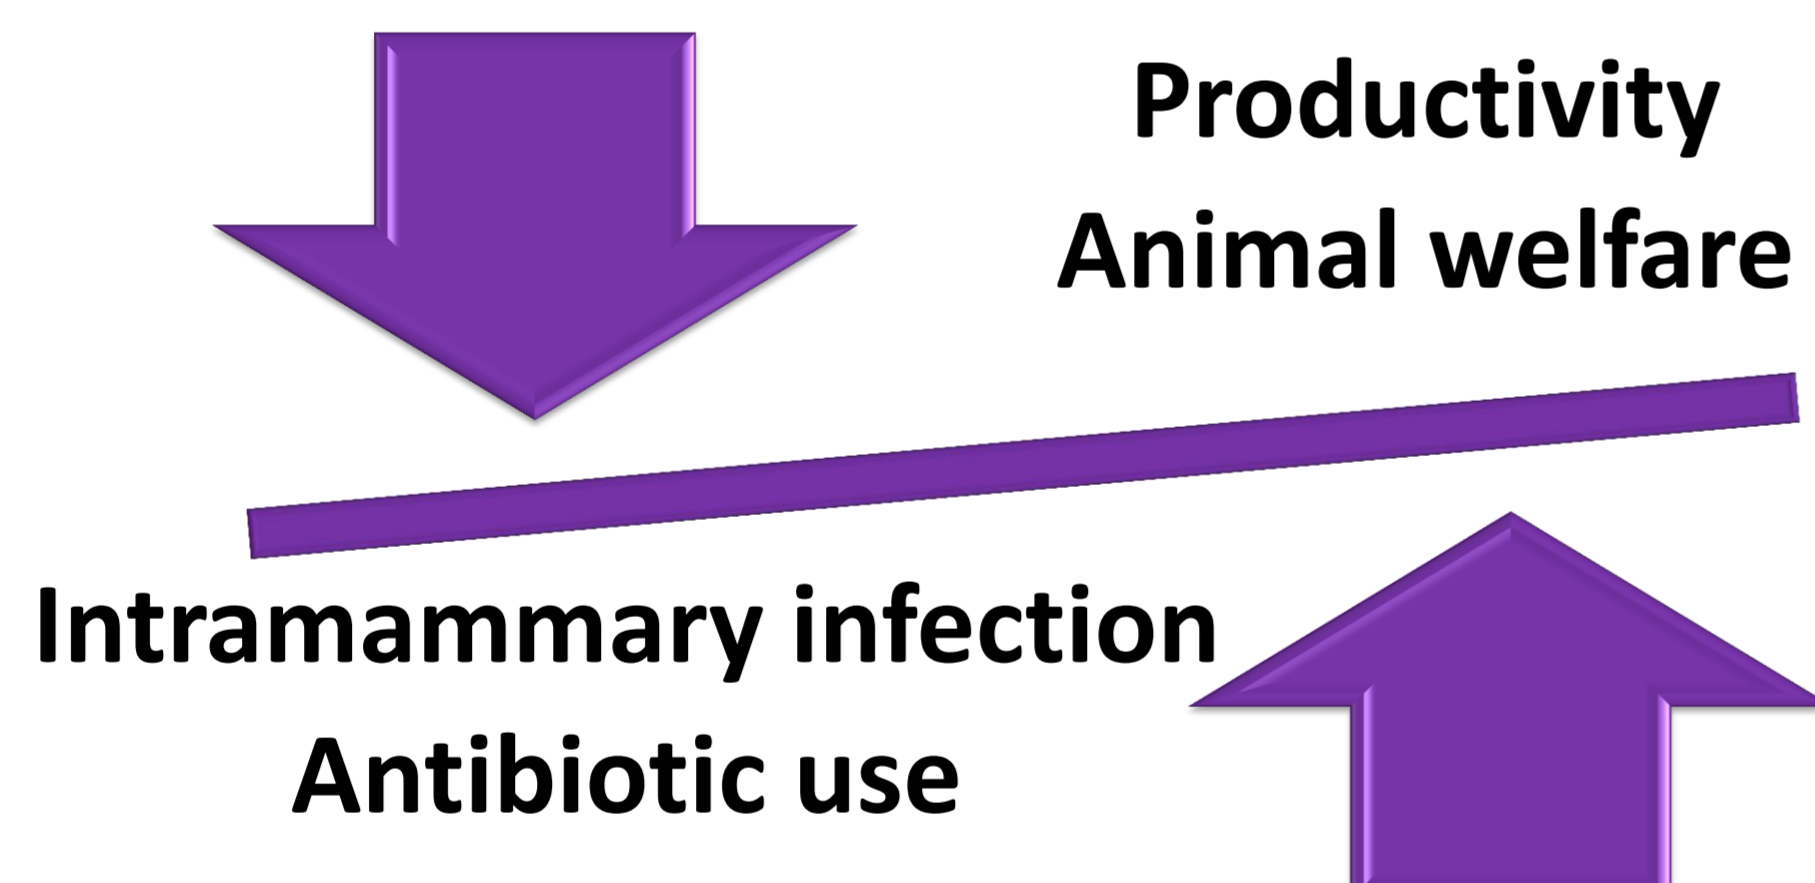 Productivity
Animal welfare
Intramammary infection
Antibiotic use